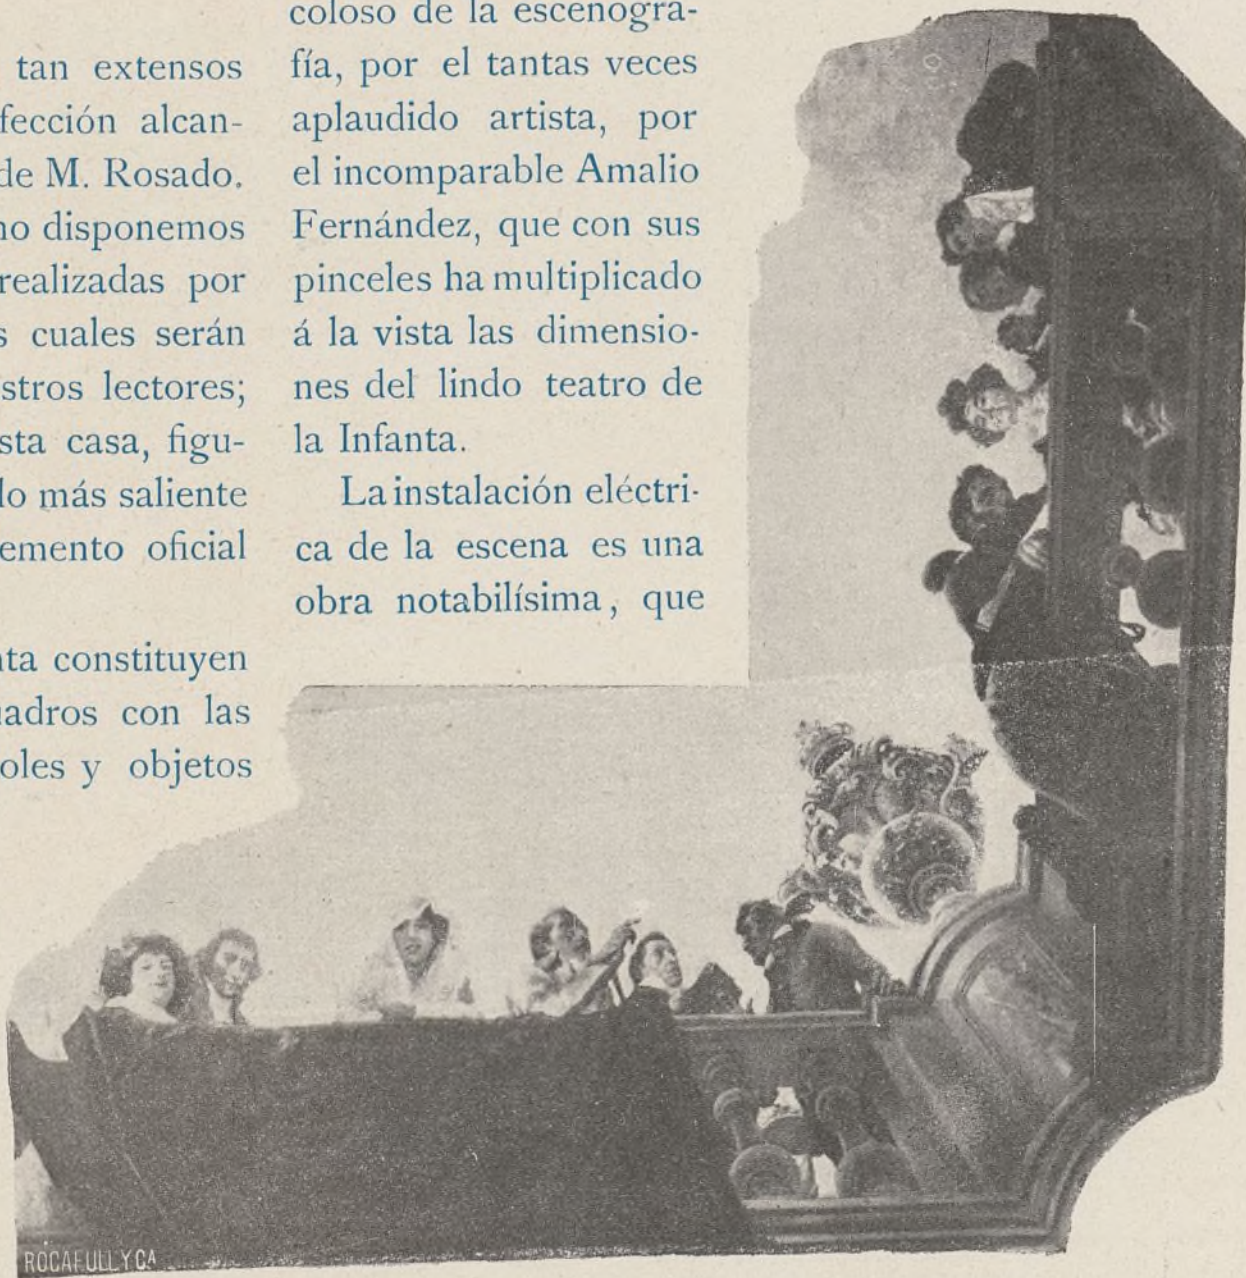 tan extensos
fección alcan-
de M. Rosado.
no disponemos
realizadas por
s cuales serán
stros lectores;
sta casa, figu-
lo más saliente
emento oficial
nta constituyen
uadros con las
oles y objetos
coloso de la escenogra-
fía, por el tantas veces
aplaudido artista, por
el incomparable Amalio
Fernández, que con sus
pinceles ha multiplicado
á la vista las dimensio-
nes del lindo teatro de
la Infanta.
La instalación eléctri-
ca de la escena es una
obra notabilísima, que
ROCAFULL Y CA